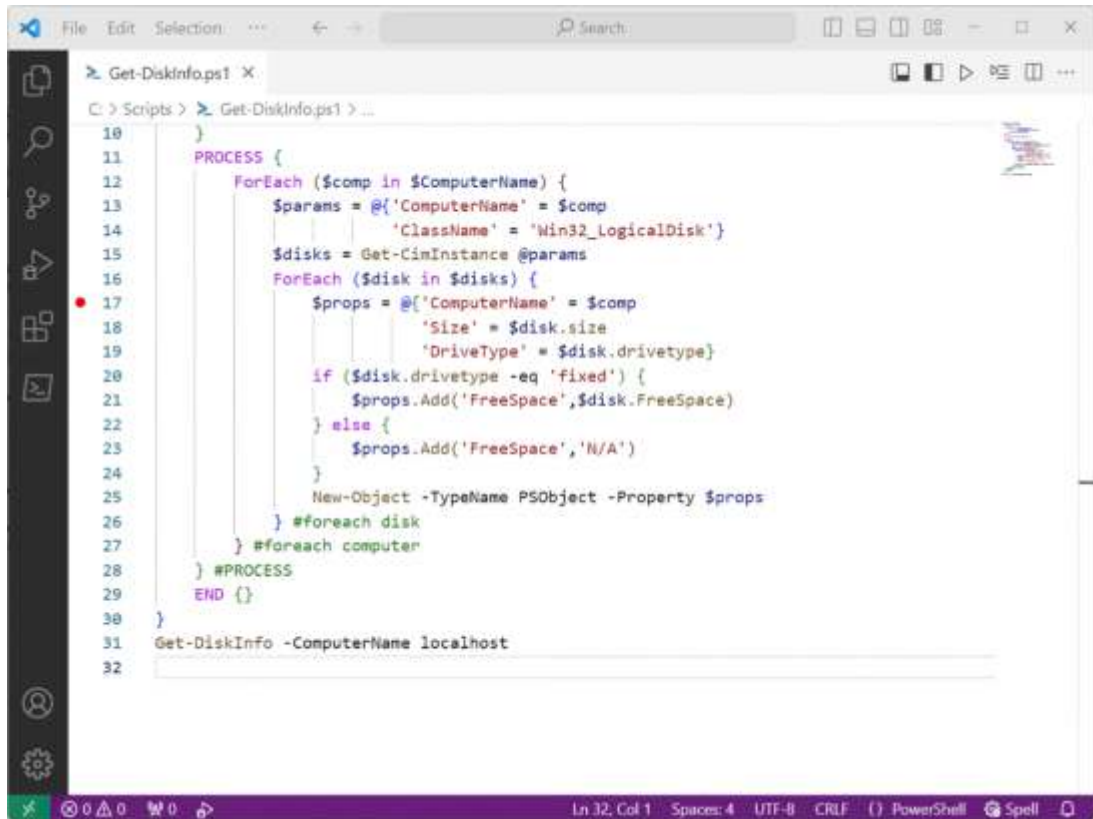 File Edit Selection ... Search
Get-DiskInfo.ps1
C: > Scripts > Get-DiskInfo.ps1 > ...
10 }
11 PROCESS {
12 ForEach ($comp in $ComputerName) {
13 $params = @{'ComputerName' = $comp
14 'ClassName' = 'Win32_LogicalDisk'}
15 $disks = Get-CimInstance @params
16 ForEach ($disk in $disks) {
17 $props = @{'ComputerName' = $comp
18 'Size' = $disk.size
19 'DriveType' = $disk.drivetype}
20 if ($disk.drivetype -eq 'fixed') {
21 $props.Add('FreeSpace',$disk.FreeSpace)
22 } else {
23 $props.Add('FreeSpace','N/A')
24 }
25 New-Object -TypeName PSObject -Property $props
26 } #foreach disk
27 } #foreach computer
28 } #PROCESS
29 END {}
30 }
31 Get-DiskInfo -ComputerName localhost
32
0 0 0 Ln 32, Col 1 Spaces: 4 UTF-8 CRLF {} PowerShell Spell